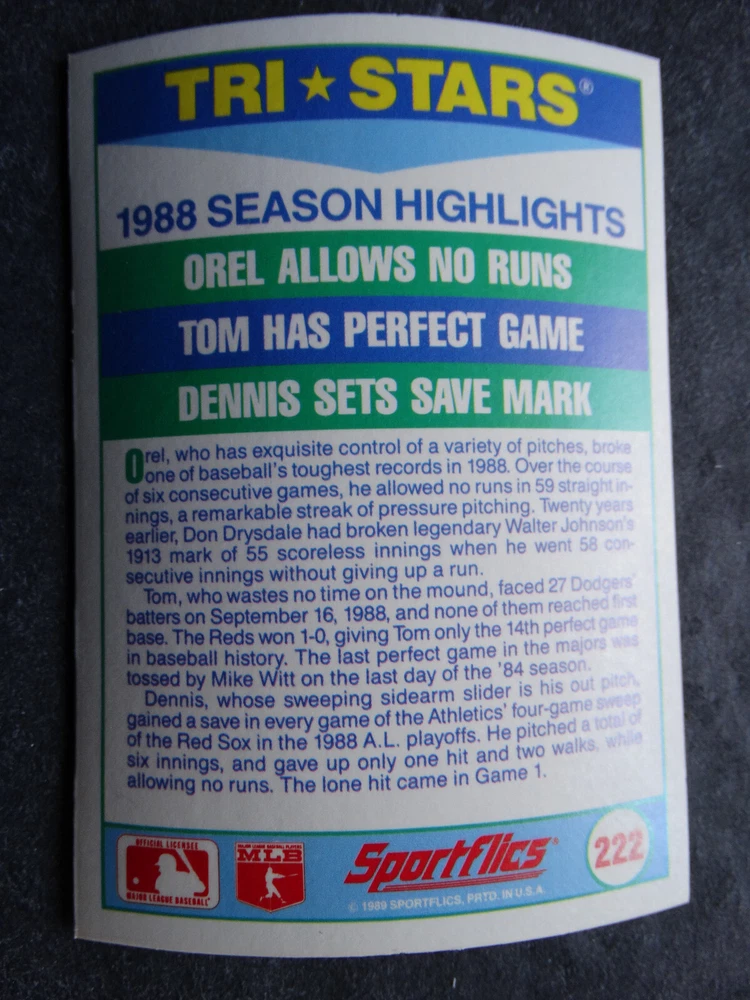 TRI ★ STARS®
1988 SEASON HIGHLIGHTS
OREL ALLOWS NO RUNS
TOM HAS PERFECT GAME
DENNIS SETS SAVE MARK
Orel, who has exquisite control of a variety of pitches, broke
one of baseball's toughest records in 1988. Over the course
of six consecutive games, he allowed no runs in 59 straight in-
nings, a remarkable streak of pressure pitching. Twenty years
earlier, Don Drysdale had broken legendary Walter Johnson's
1913 mark of 55 scoreless innings when he went 58 con-
secutive innings without giving up a run.
Tom, who wastes no time on the mound, faced 27 Dodgers'
batters on September 16, 1988, and none of them reached first
base. The Reds won 1-0, giving Tom only the 14th perfect game
in baseball history. The last perfect game in the majors was
tossed by Mike Witt on the last day of the '84 season.
Dennis, whose sweeping sidearm slider is his out pitch,
gained a save in every game of the Athletics' four-game sweep
of the Red Sox in the 1988 A.L. playoffs. He pitched a total of
six innings, and gave up only one hit and two walks, while
allowing no runs. The lone hit came in Game 1.
OFFICIAL LICENSEE
MAJOR LEAGUE BASEBALL
MAJOR LEAGUE BASEBALL PLAYERS
MLB
Sportflics®
© 1989 SPORTFLICS, PRTD. IN U.S.A.
222